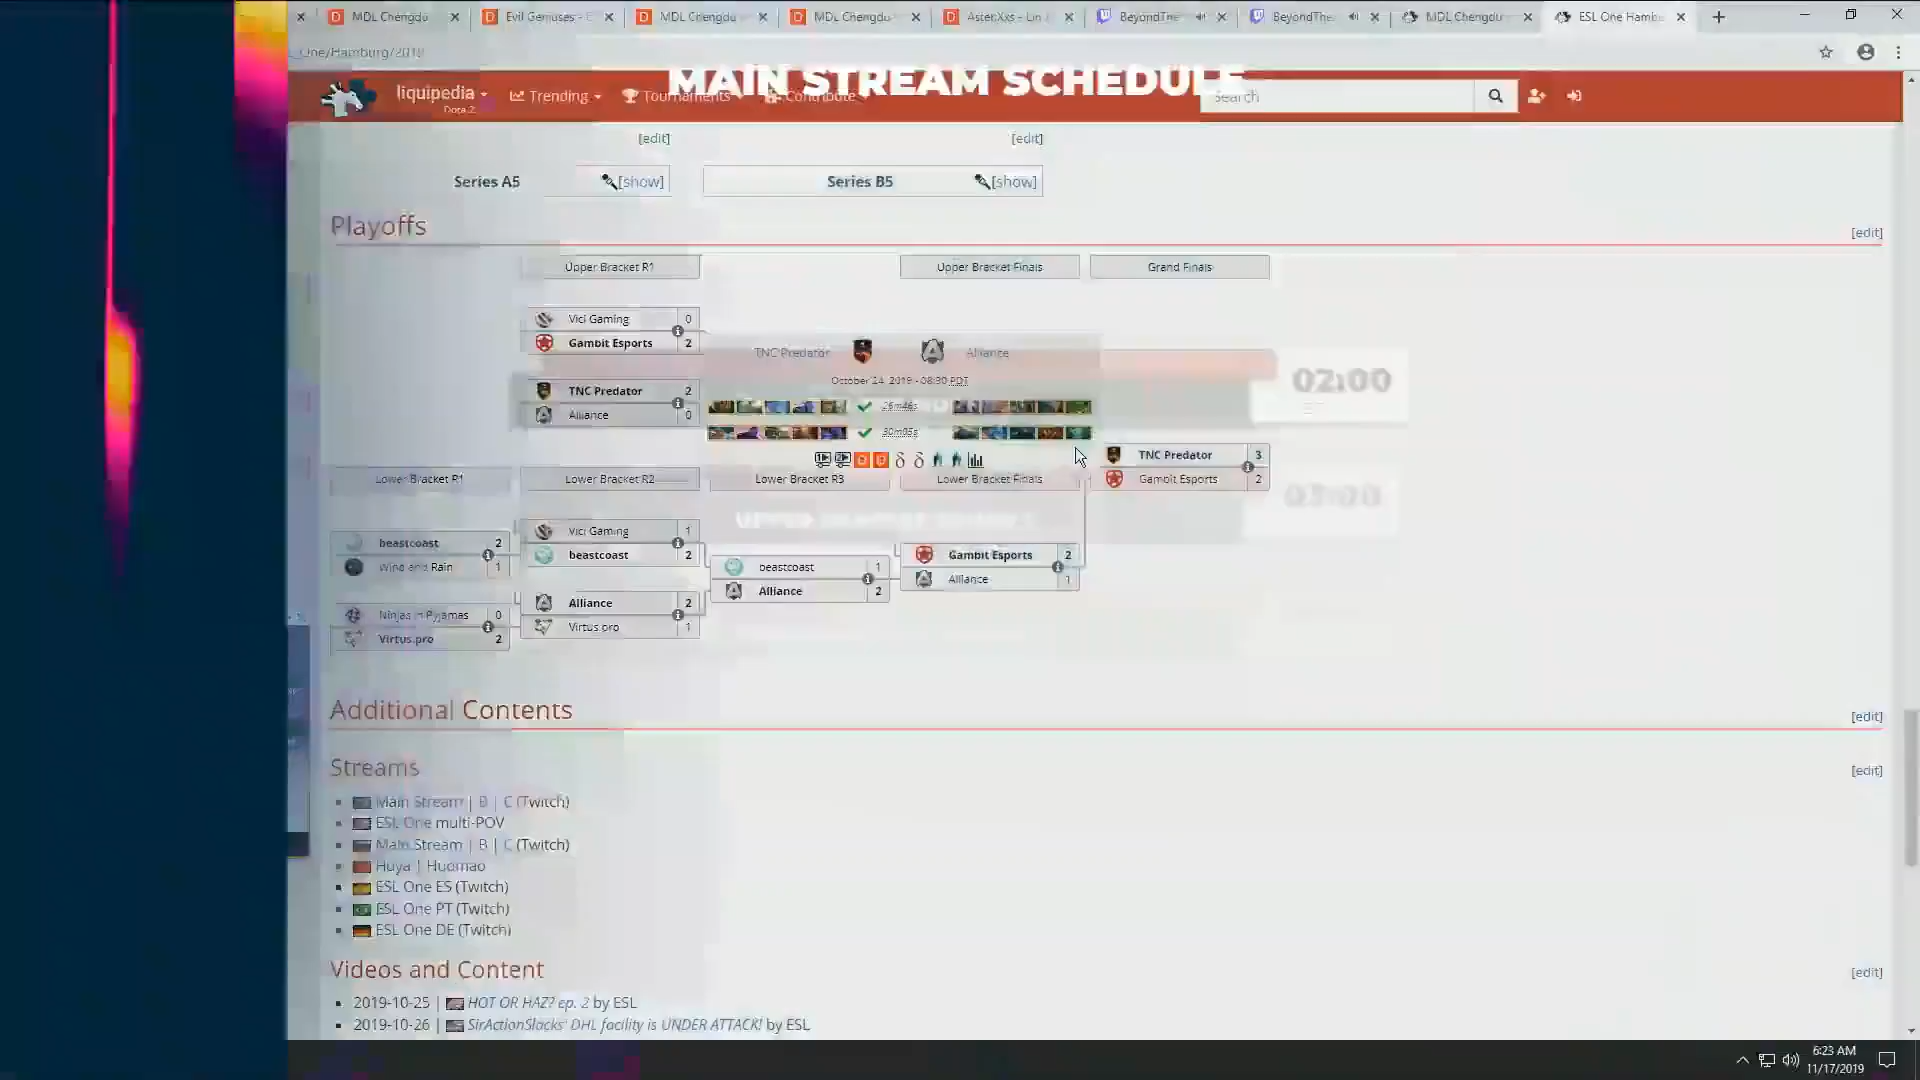 MDL Chengdu
Evil Geniuses - E
MDL Chengdu
MDL Chengdu
Aster.Xxs - Lin
BeyondThe
BeyondThe
MDL Chengdu
ESL One Hambu
_One/Hamburg/2019
MAIN STREAM SCHEDULE
liquipedia
Dota 2
Trending
Tournaments
Contribute
Search
[edit]
[edit]
Series A5
[show]
Series B5
[show]
Playoffs
[edit]
Upper Bracket R1
Upper Bracket Finals
Grand Finals
Vici Gaming 0
Gambit Esports 2
TNC Predator 2
Alliance 0
TNC Predator
Alliance
October 24, 2019 - 08:30 PDT
26m46s
30m05s
02:00
03:00
TNC Predator 3
Gambit Esports 2
Lower Bracket R1
Lower Bracket R2
Lower Bracket R3
Lower Bracket Finals
beastcoast 2
Wind and Rain 1
Ninjas in Pyjamas 0
Virtus.pro 2
Vici Gaming 1
beastcoast 2
Alliance 2
Virtus.pro 1
beastcoast 1
Alliance 2
Gambit Esports 2
Alliance 1
Additional Contents
[edit]
Streams
[edit]
Main Stream | B | C (Twitch)
ESL One multi-POV
Main Stream | B | C (Twitch)
Huya | Huomao
ESL One ES (Twitch)
ESL One PT (Twitch)
ESL One DE (Twitch)
Videos and Content
[edit]
2019-10-25 | HOT OR HAZ? ep. 2 by ESL
2019-10-26 | SirActionSlacks' DHL facility is UNDER ATTACK! by ESL
6:23 AM
11/17/2019